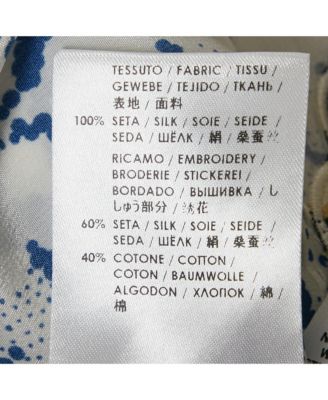 TESSUTO / FABRIC / TISSU /
GEWEBE / TEJIDO / ТКАНЬ /
表地 / 面料
100% SETA / SILK / SOIE / SEIDE /
SEDA / ШЁЛК / 絹 / 桑蚕丝
RICAMO / EMBROIDERY /
BRODERIE / STICKEREI /
BORDADO / ВЫШИВКА / し
しゅう部分 / 绣花
60% SETA / SILK / SOIE / SEIDE /
SEDA / ШЁЛК / 絹 / 桑蚕丝
40% COTONE / COTTON /
COTON / BAUMWOLLE /
ALGODON / ХЛОПОК / 綿 /
棉